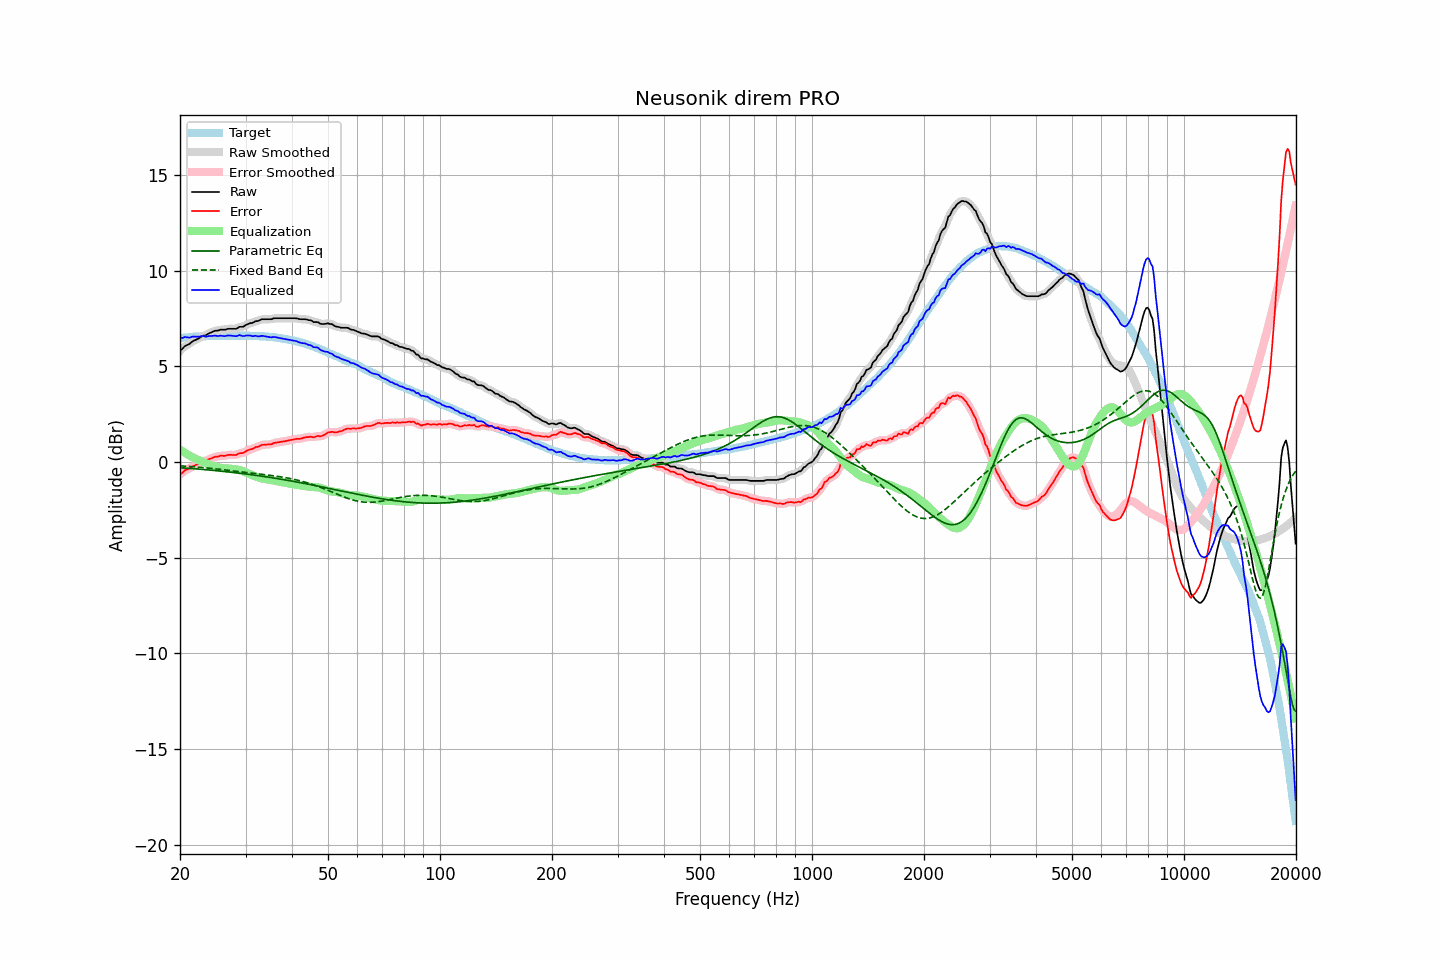 Neusonik direm PRO
Target
Raw Smoothed
Error Smoothed
Raw
Error
Equalization
Parametric Eq
Fixed Band Eq
Equalized
Amplitude (dBr)
15
10
5
0
−5
−10
−15
−20
20 50 100 200 500 1000 2000 5000 10000 20000
Frequency (Hz)